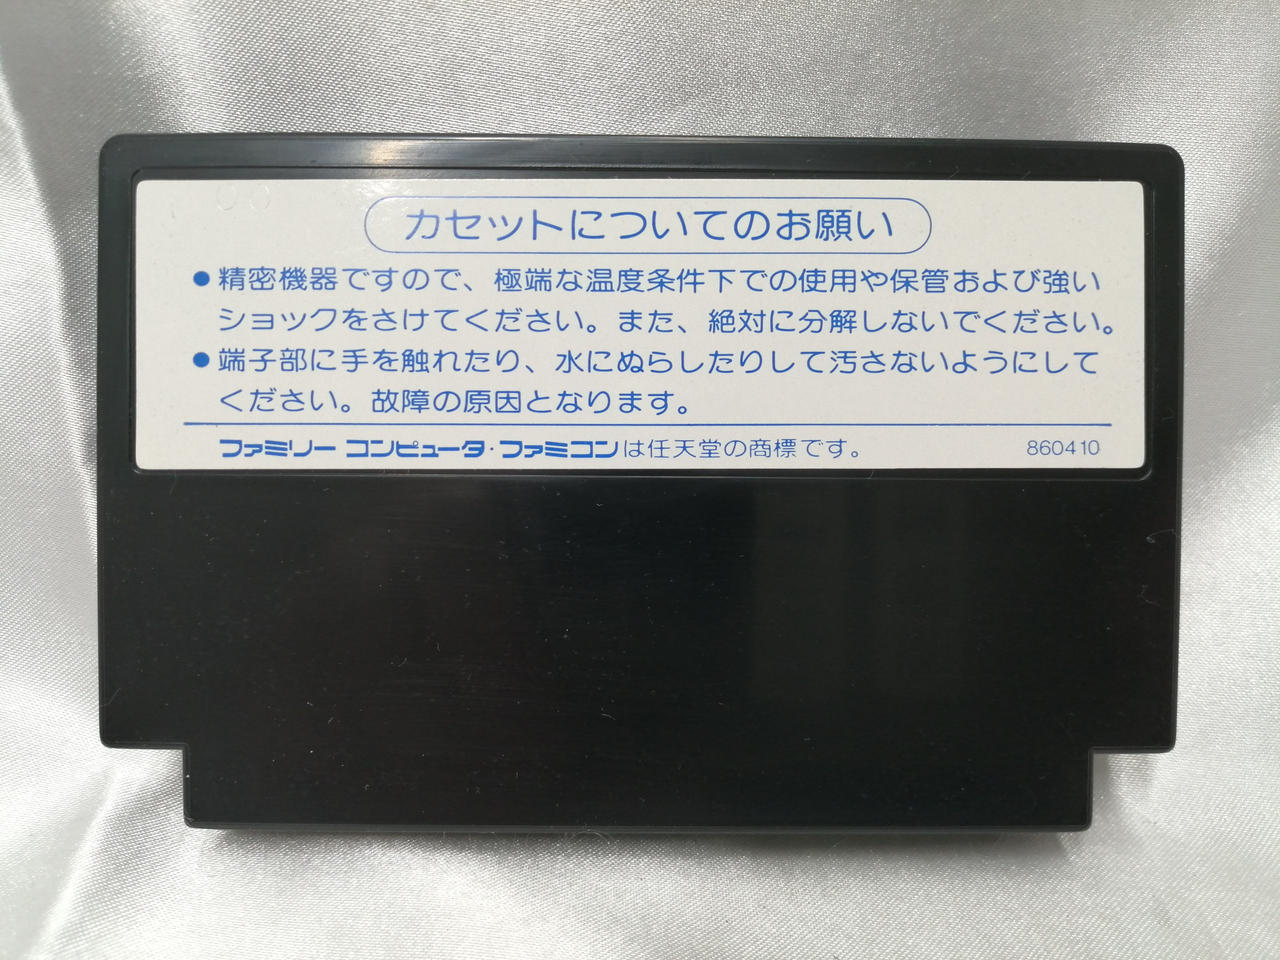 00
カセットについてのお願い
●精密機器ですので、極端な温度条件下での使用や保管および強い
ショックをさけてください。また、絶対に分解しないでください。
●端子部に手を触れたり、水にぬらしたりして汚さないようにして
ください。故障の原因となります。
ファミリー コンピュータ・ファミコンは任天堂の商標です。 860410